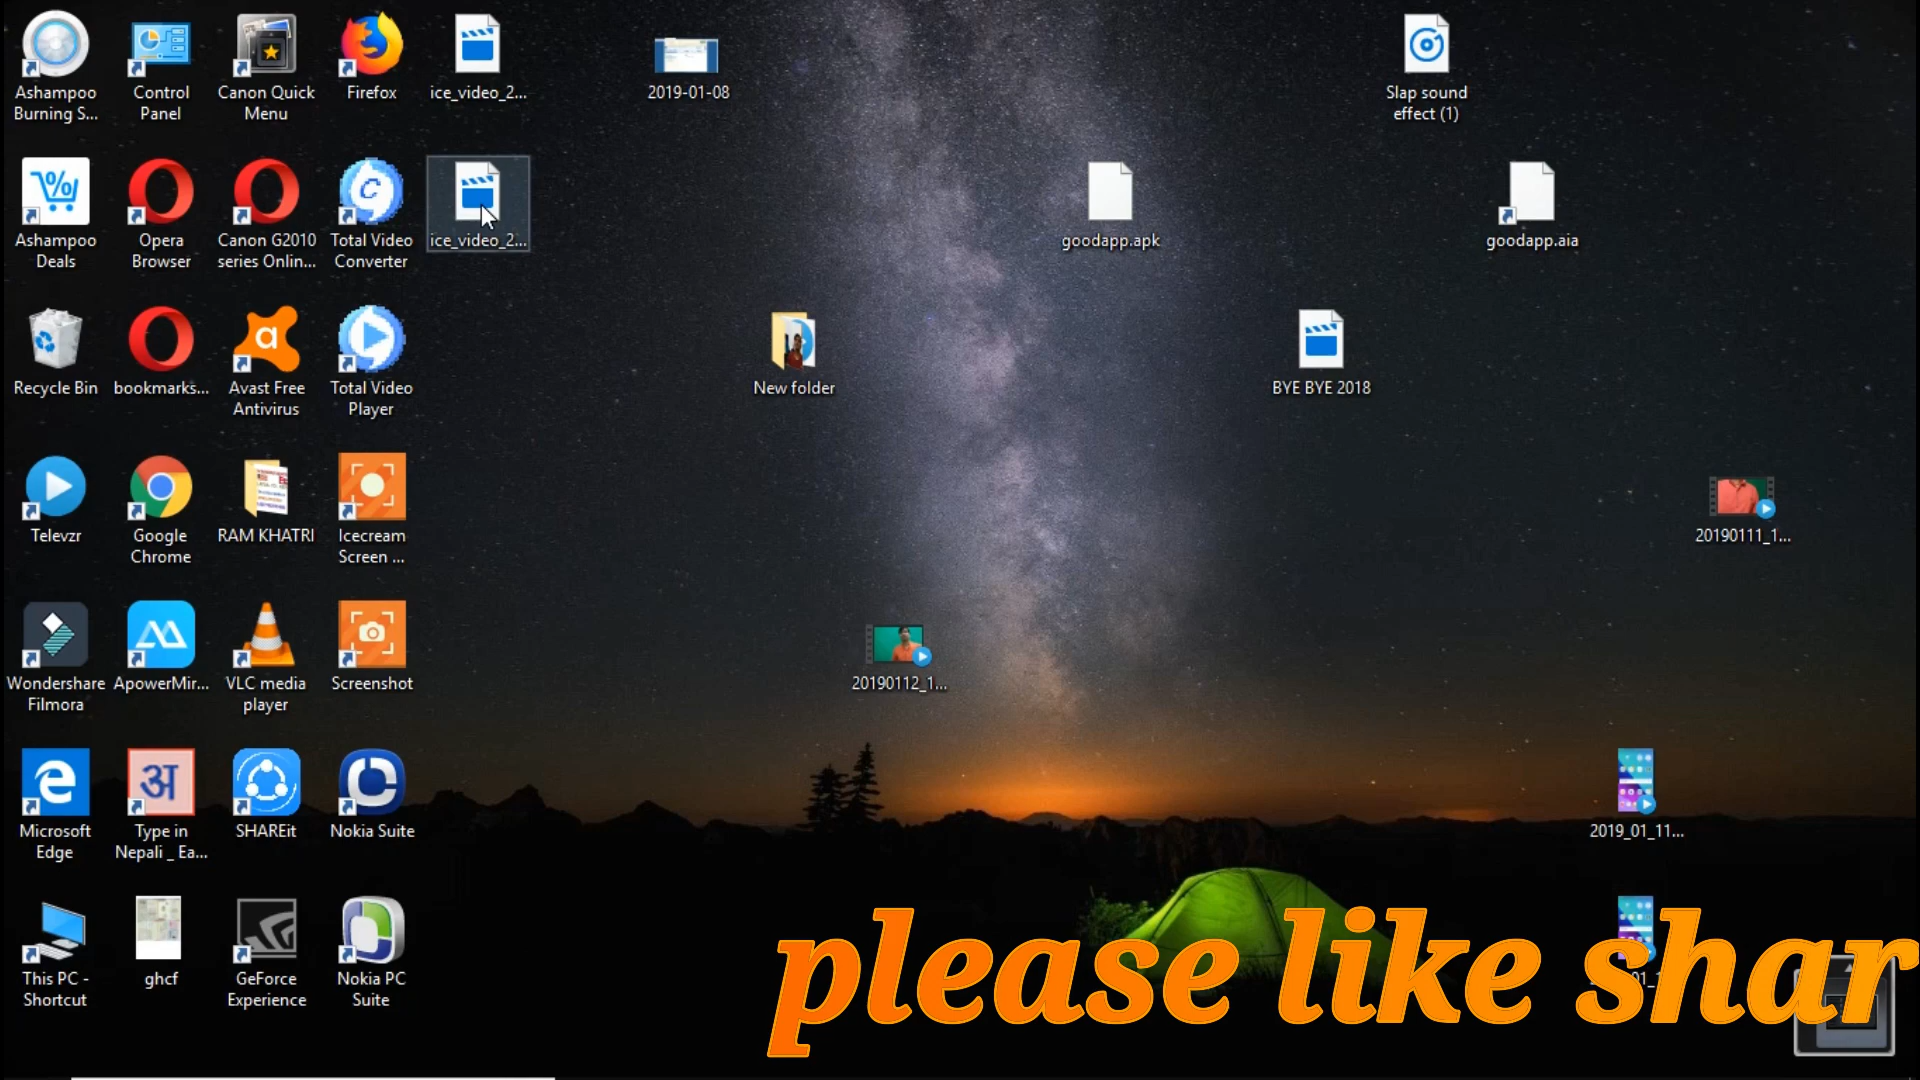 Ashampoo
Burning S...
Control
Panel
Canon Quick
Menu
Firefox
ice_video_2...
2019-01-08
Slap sound
effect (1)
Ashampoo
Deals
Opera
Browser
Canon G2010
series Onlin...
Total Video
Converter
ice_video_2...
goodapp.apk
goodapp.aia
Recycle Bin
bookmarks...
Avast Free
Antivirus
Total Video
Player
New folder
BYE BYE 2018
Televzr
Google
Chrome
RAM KHATRI
Icecream
Screen ...
20190111_1...
Wondershare
Filmora
ApowerMir...
VLC media
player
Screenshot
20190112_1...
Microsoft
Edge
Type in
Nepali _ Ea...
SHAREit
Nokia Suite
2019_01_11...
This PC -
Shortcut
ghcf
GeForce
Experience
Nokia PC
Suite
please like shar